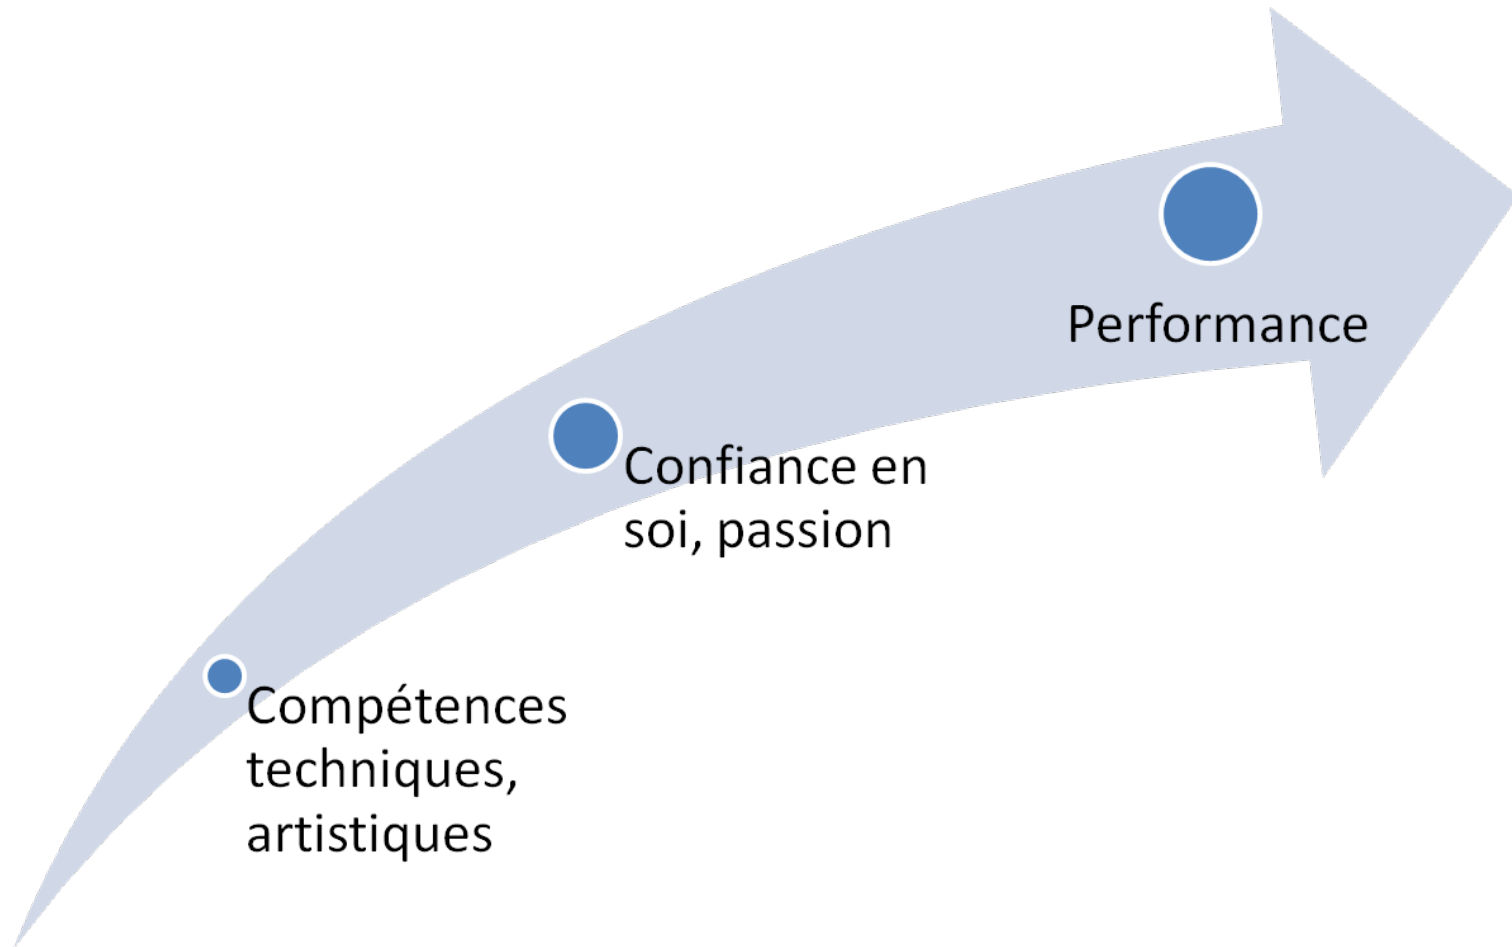 Performance
Confiance en
soi, passion
Compétences
techniques,
artistiques